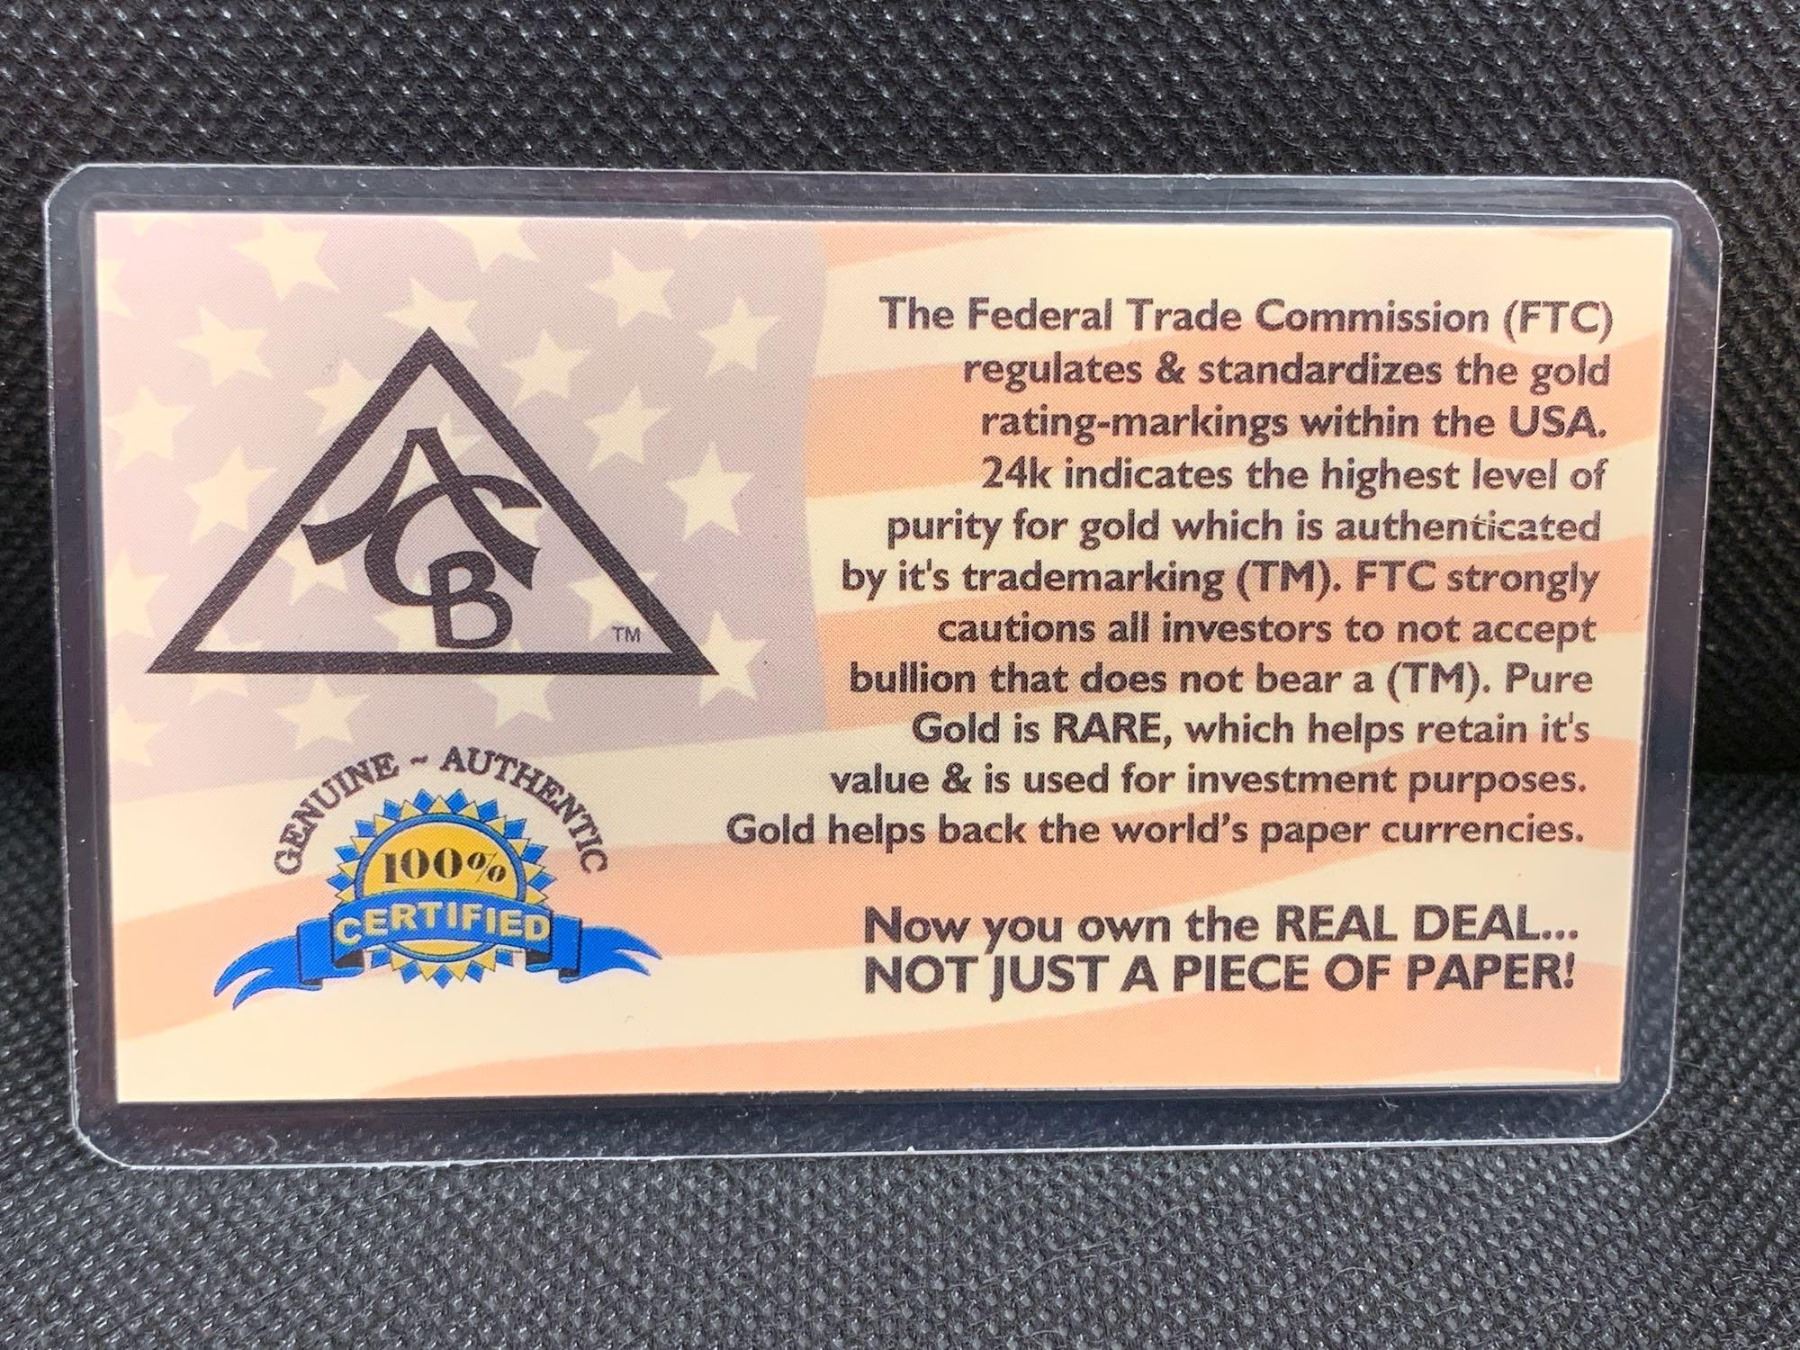 ACB
TM
GENUINE ~ AUTHENTIC
100%
CERTIFIED
The Federal Trade Commission (FTC)
regulates & standardizes the gold
rating-markings within the USA.
24k indicates the highest level of
purity for gold which is authenticated
by it's trademarking (TM). FTC strongly
cautions all investors to not accept
bullion that does not bear a (TM). Pure
Gold is RARE, which helps retain it's
value & is used for investment purposes.
Gold helps back the world's paper currencies.
Now you own the REAL DEAL...
NOT JUST A PIECE OF PAPER!